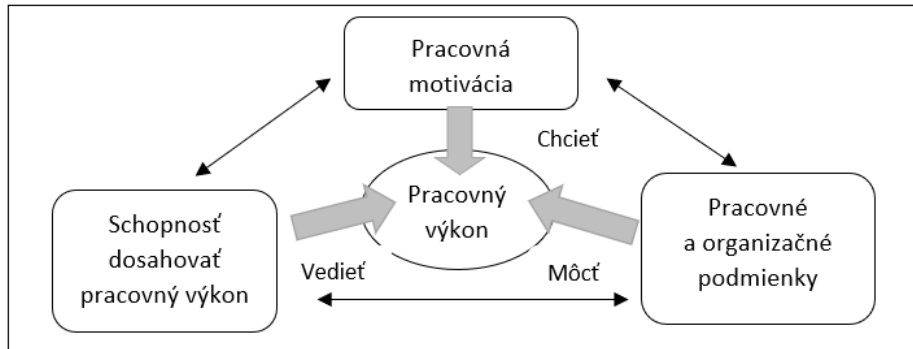 Pracovná
motivácia
Chcieť
Pracovný
výkon
Schopnosť
dosahovať
pracovný výkon
Vedieť
Môcť
Pracovné
a organizačné
podmienky